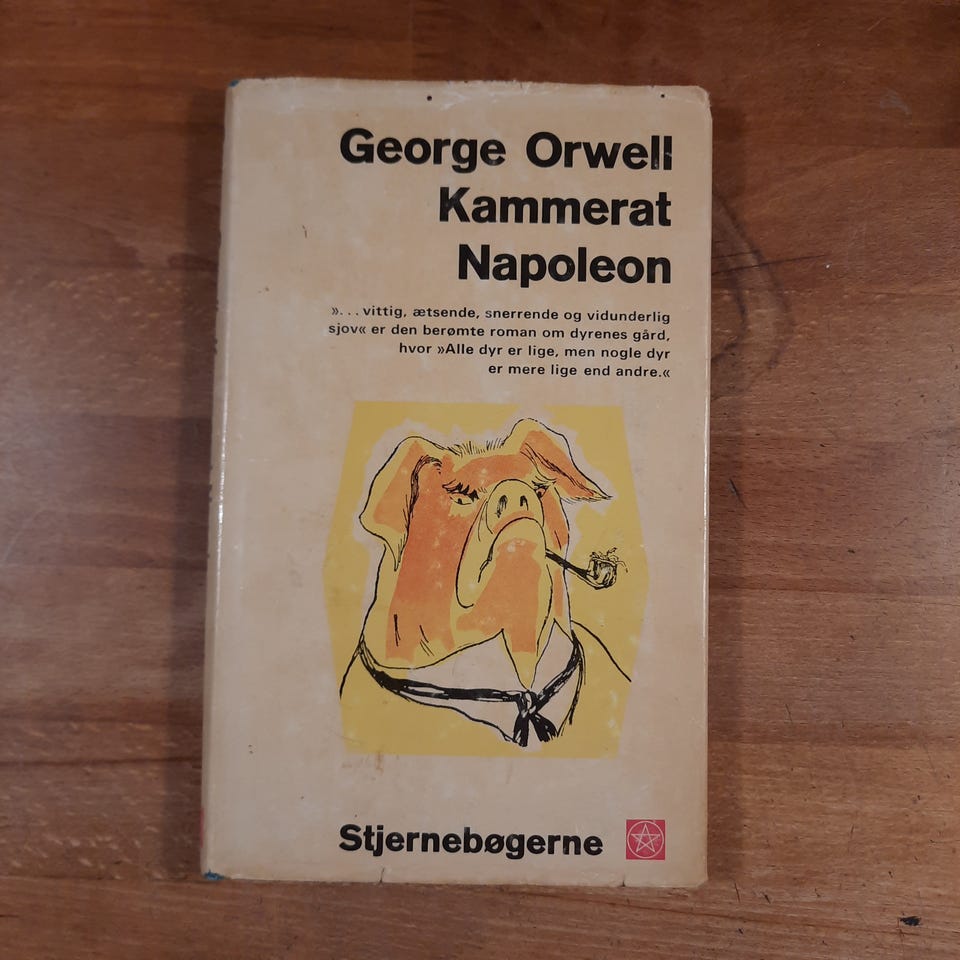 George Orwell
Kammerat
Napoleon
»... vittig, ætsende, snerrende og vidunderlig
sjov« er den berømte roman om dyrenes gård,
hvor »Alle dyr er lige, men nogle dyr
er mere lige end andre.«
Stjernebøgerne